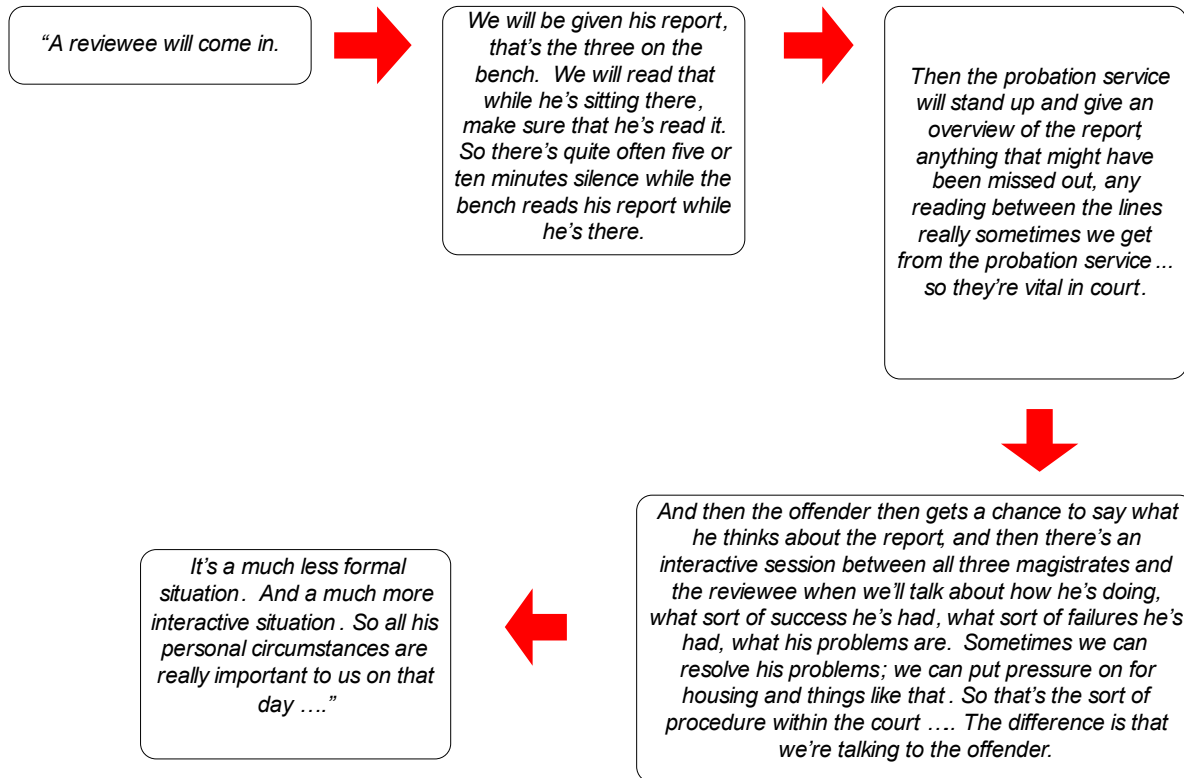 “A reviewee will come in.
We will be given his report,
that’s the three on the
bench.  We will read that
while he’s sitting there,
make sure that he’s read it.
So there’s quite often five or
ten minutes silence while the
bench reads his report while
he’s there.
Then the probation service
will stand up and give an
overview of the report,
anything that might have
been missed out, any
reading between the lines
really sometimes we get
from the probation service ...
so they’re vital in court.
And then the offender then gets a chance to say what
he thinks about the report, and then there’s an
interactive session between all three magistrates and
the reviewee when we’ll talk about how he’s doing,
what sort of success he’s had, what sort of failures he’s
had, what his problems are.  Sometimes we can
resolve his problems; we can put pressure on for
housing and things like that. So that’s the sort of
procedure within the court .... The difference is that
we’re talking to the offender.
It’s a much less formal
situation.  And a much more
interactive situation. So all his
personal circumstances are
really important to us on that
day ....”